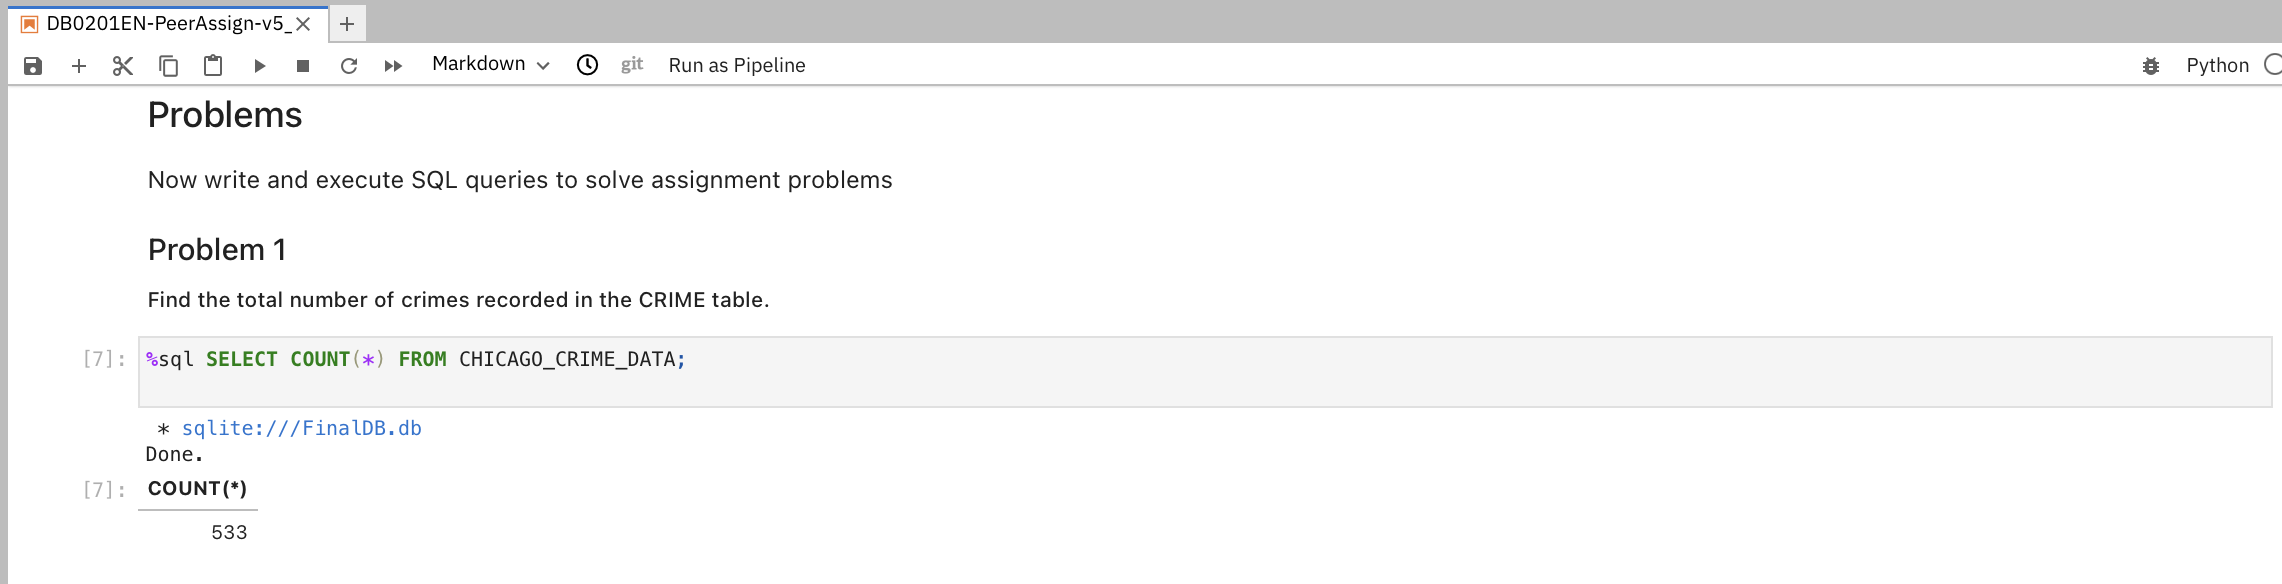 DB0201EN-PeerAssign-v5_
Markdown git Run as Pipeline Python
Problems
Now write and execute SQL queries to solve assignment problems
Problem 1
Find the total number of crimes recorded in the CRIME table.
[7]: %sql SELECT COUNT(*) FROM CHICAGO_CRIME_DATA;
* sqlite:///FinalDB.db
Done.
[7]: COUNT(*)
533